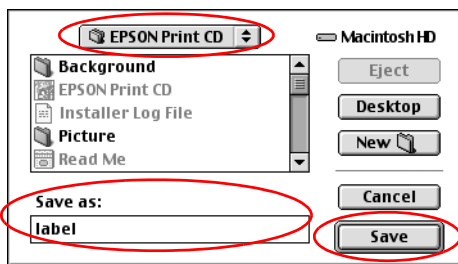 EPSON Print CD
Macintosh HD
Background
EPSON Print CD
Installer Log File
Picture
Read Me
Eject
Desktop
New
Save as:
label
Cancel
Save